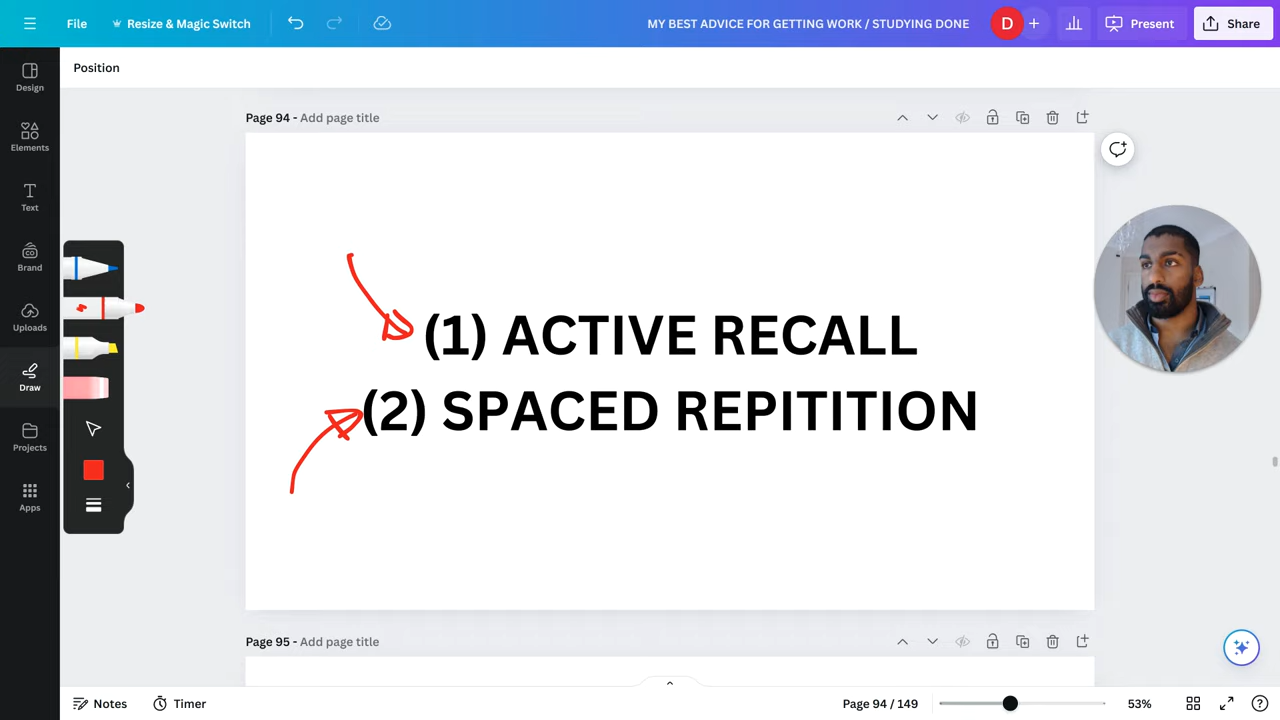 File
Resize & Magic Switch
MY BEST ADVICE FOR GETTING WORK / STUDYING DONE
D
+
Present
Share
Position
Design
Elements
Text
Brand
Uploads
Draw
Projects
Apps
Page 94 - Add page title
(1) ACTIVE RECALL
(2) SPACED REPITITION
Page 95 - Add page title
Notes
Timer
Page 94 / 149
53%
?